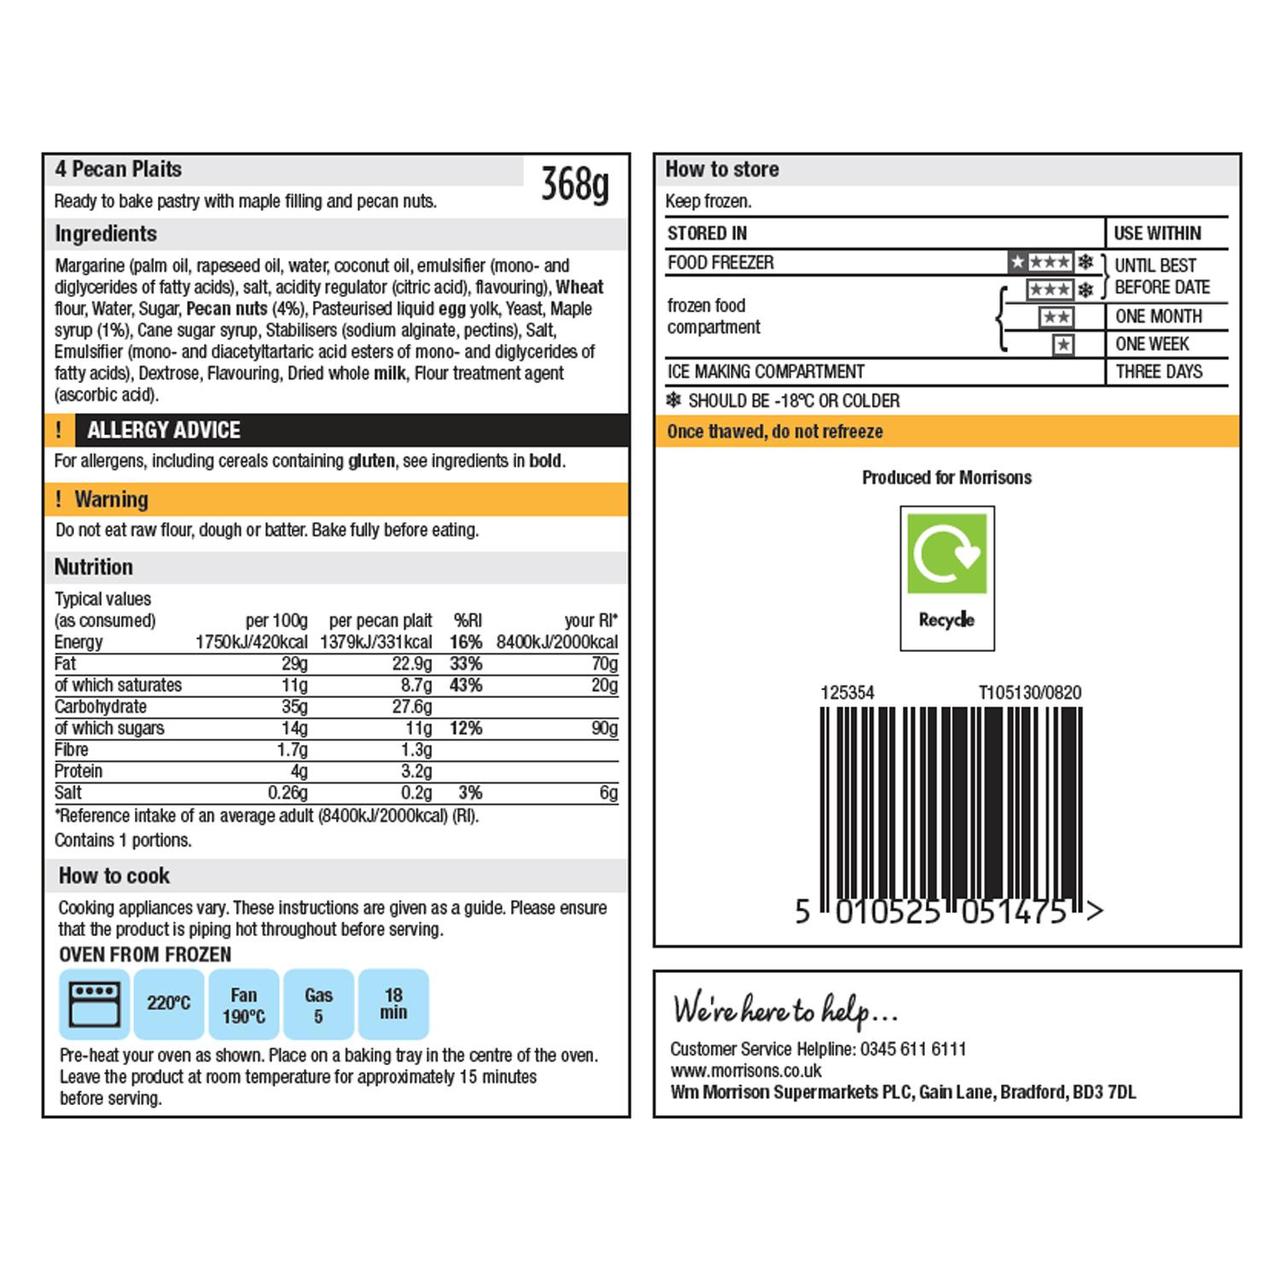 4 Pecan Plaits
368g
Ready to bake pastry with maple filling and pecan nuts.
Ingredients
Margarine (palm oil, rapeseed oil, water, coconut oil, emulsifier (mono- and
diglycerides of fatty acids), salt, acidity regulator (citric acid), flavouring), Wheat
flour, Water, Sugar, Pecan nuts (4%), Pasteurised liquid egg yolk, Yeast, Maple
syrup (1%), Cane sugar syrup, Stabilisers (sodium alginate, pectins), Salt,
Emulsifier (mono- and diacetyltartaric acid esters of mono- and diglycerides of
fatty acids), Dextrose, Flavouring, Dried whole milk, Flour treatment agent
(ascorbic acid).
! ALLERGY ADVICE
For allergens, including cereals containing gluten, see ingredients in bold.
! Warning
Do not eat raw flour, dough or batter. Bake fully before eating.
Nutrition
Typical values
(as consumed) per 100g per pecan plait %RI your RI*
Energy 1750kJ/420kcal 1379kJ/331kcal 16% 8400kJ/2000kcal
Fat 29g 22.9g 33% 70g
of which saturates 11g 8.7g 43% 20g
Carbohydrate 35g 27.6g
of which sugars 14g 11g 12% 90g
Fibre 1.7g 1.3g
Protein 4g 3.2g
Salt 0.26g 0.2g 3% 6g
*Reference intake of an average adult (8400kJ/2000kcal) (RI).
Contains 1 portions.
How to cook
Cooking appliances vary. These instructions are given as a guide. Please ensure
that the product is piping hot throughout before serving.
OVEN FROM FROZEN
220°C
Fan
190°C
Gas
5
18
min
Pre-heat your oven as shown. Place on a baking tray in the centre of the oven.
Leave the product at room temperature for approximately 15 minutes
before serving.
How to store
Keep frozen.
STORED IN USE WITHIN
FOOD FREEZER
UNTIL BEST
BEFORE DATE
frozen food
compartment
ONE MONTH
ONE WEEK
ICE MAKING COMPARTMENT THREE DAYS
❄ SHOULD BE -18°C OR COLDER
Once thawed, do not refreeze
Produced for Morrisons
Recycle
125354 T105130/0820
5 010525 051475 >
We're here to help...
Customer Service Helpline: 0345 611 6111
www.morrisons.co.uk
Wm Morrison Supermarkets PLC, Gain Lane, Bradford, BD3 7DL